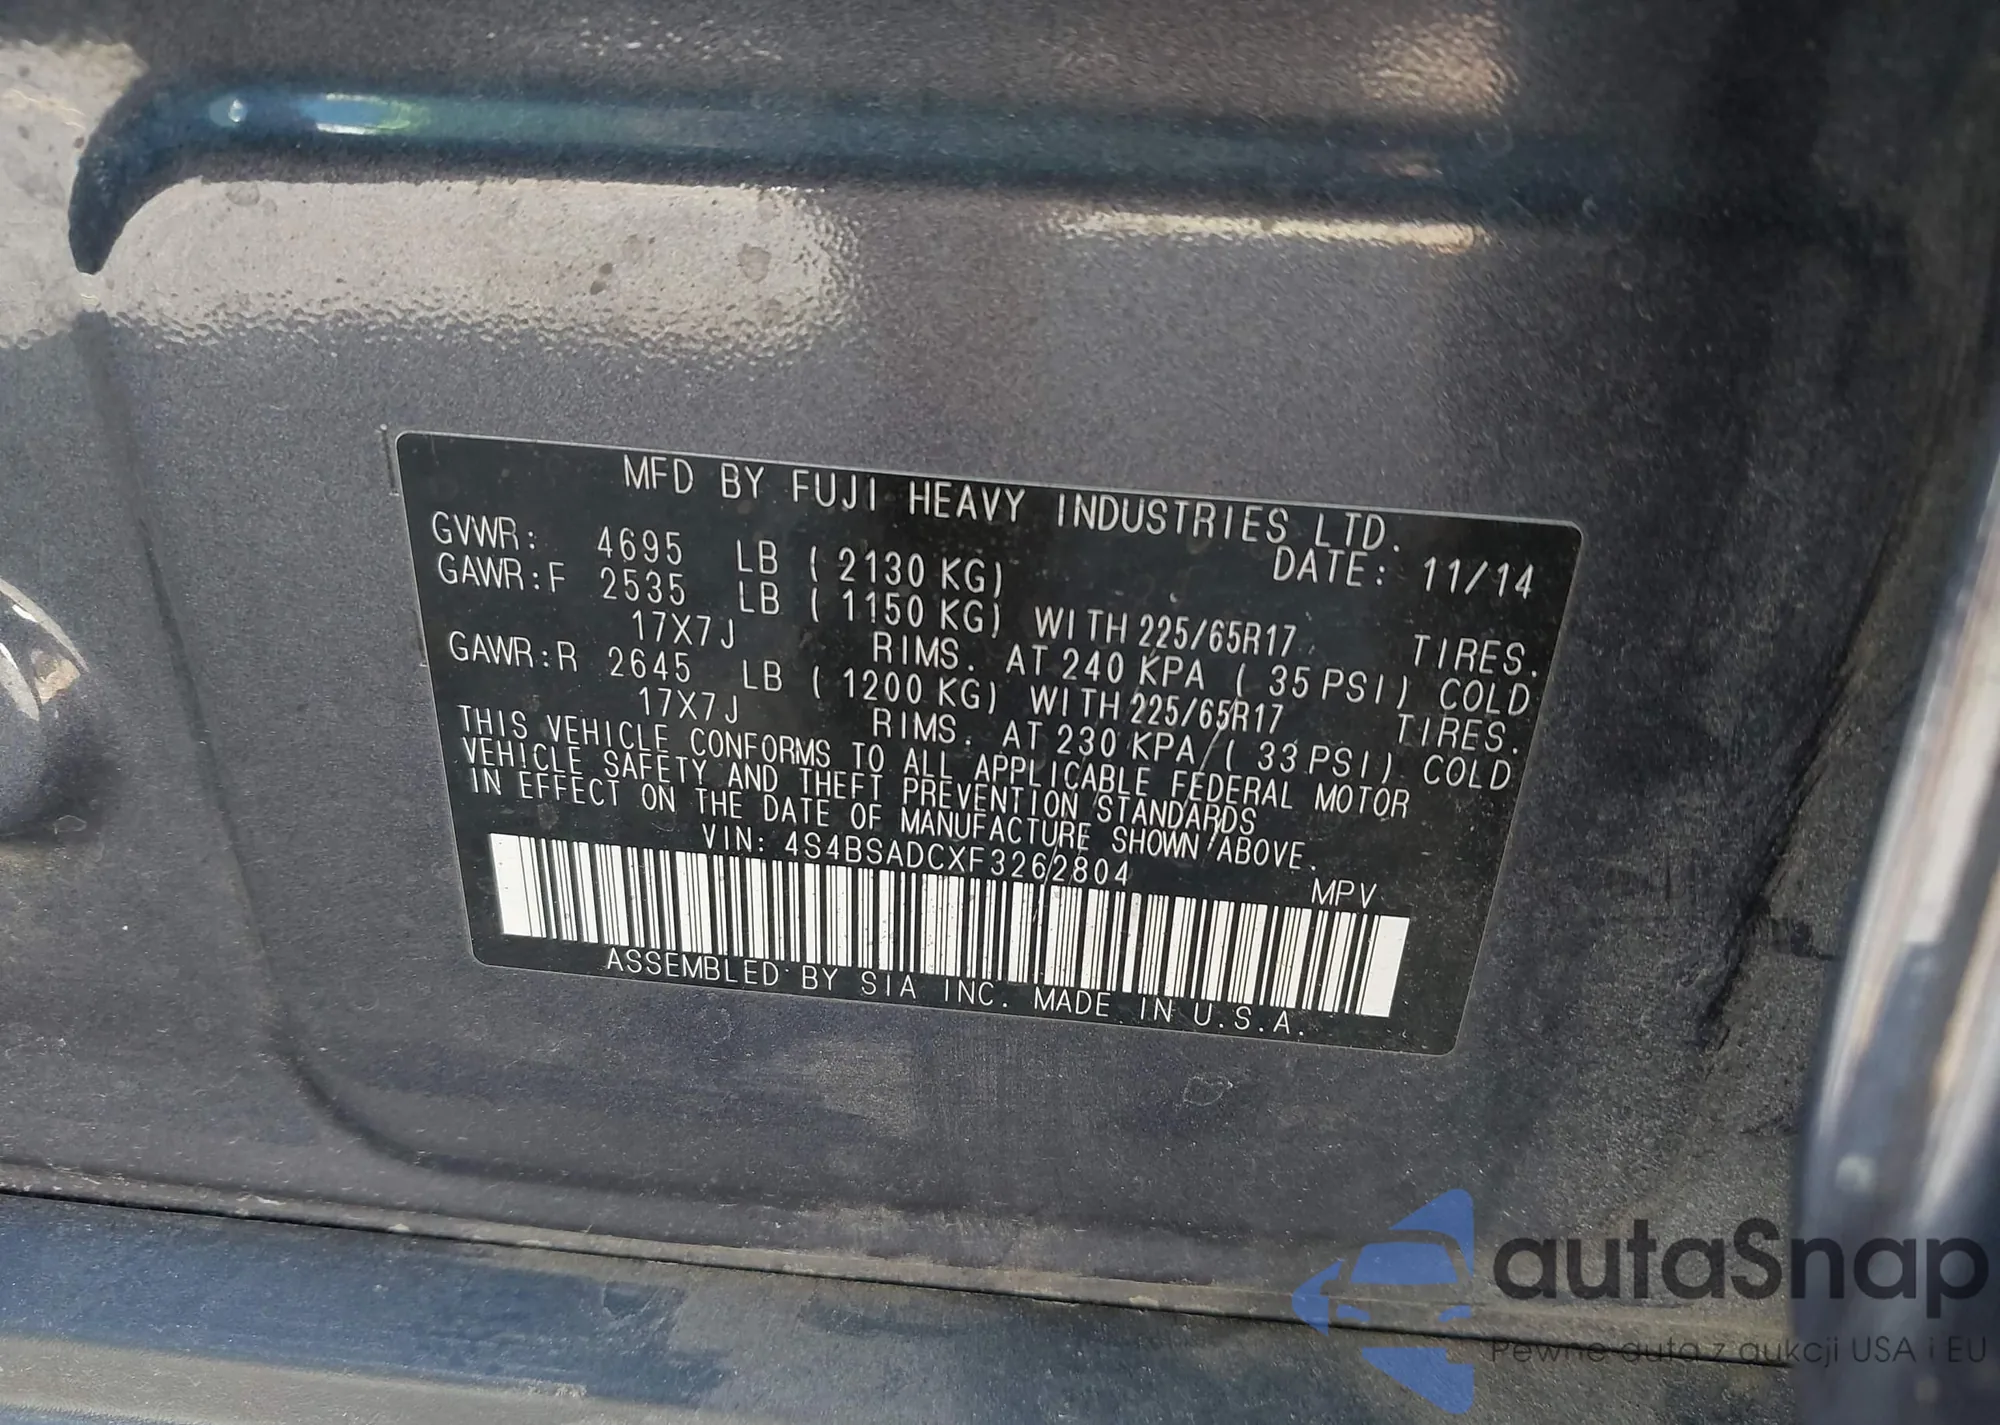 MFD BY FUJI HEAVY INDUSTRIES LTD.
GVWR: 4695 LB ( 2130 KG) DATE: 11/14
GAWR:F 2535 LB ( 1150 KG) WITH 225/65R17 TIRES.
17X7J RIMS. AT 240 KPA ( 35 PSI) COLD
GAWR:R 2645 LB ( 1200 KG) WITH 225/65R17 TIRES.
17X7J RIMS. AT 230 KPA ( 33 PSI) COLD
THIS VEHICLE CONFORMS TO ALL APPLICABLE FEDERAL MOTOR
VEHICLE SAFETY AND THEFT PREVENTION STANDARDS
IN EFFECT ON THE DATE OF MANUFACTURE SHOWN ABOVE.
VIN: 4S4BSADCXF3262804 MPV
ASSEMBLED BY SIA INC. MADE IN U.S.A.
autaSnap
Pewne auta z aukcji USA i EU